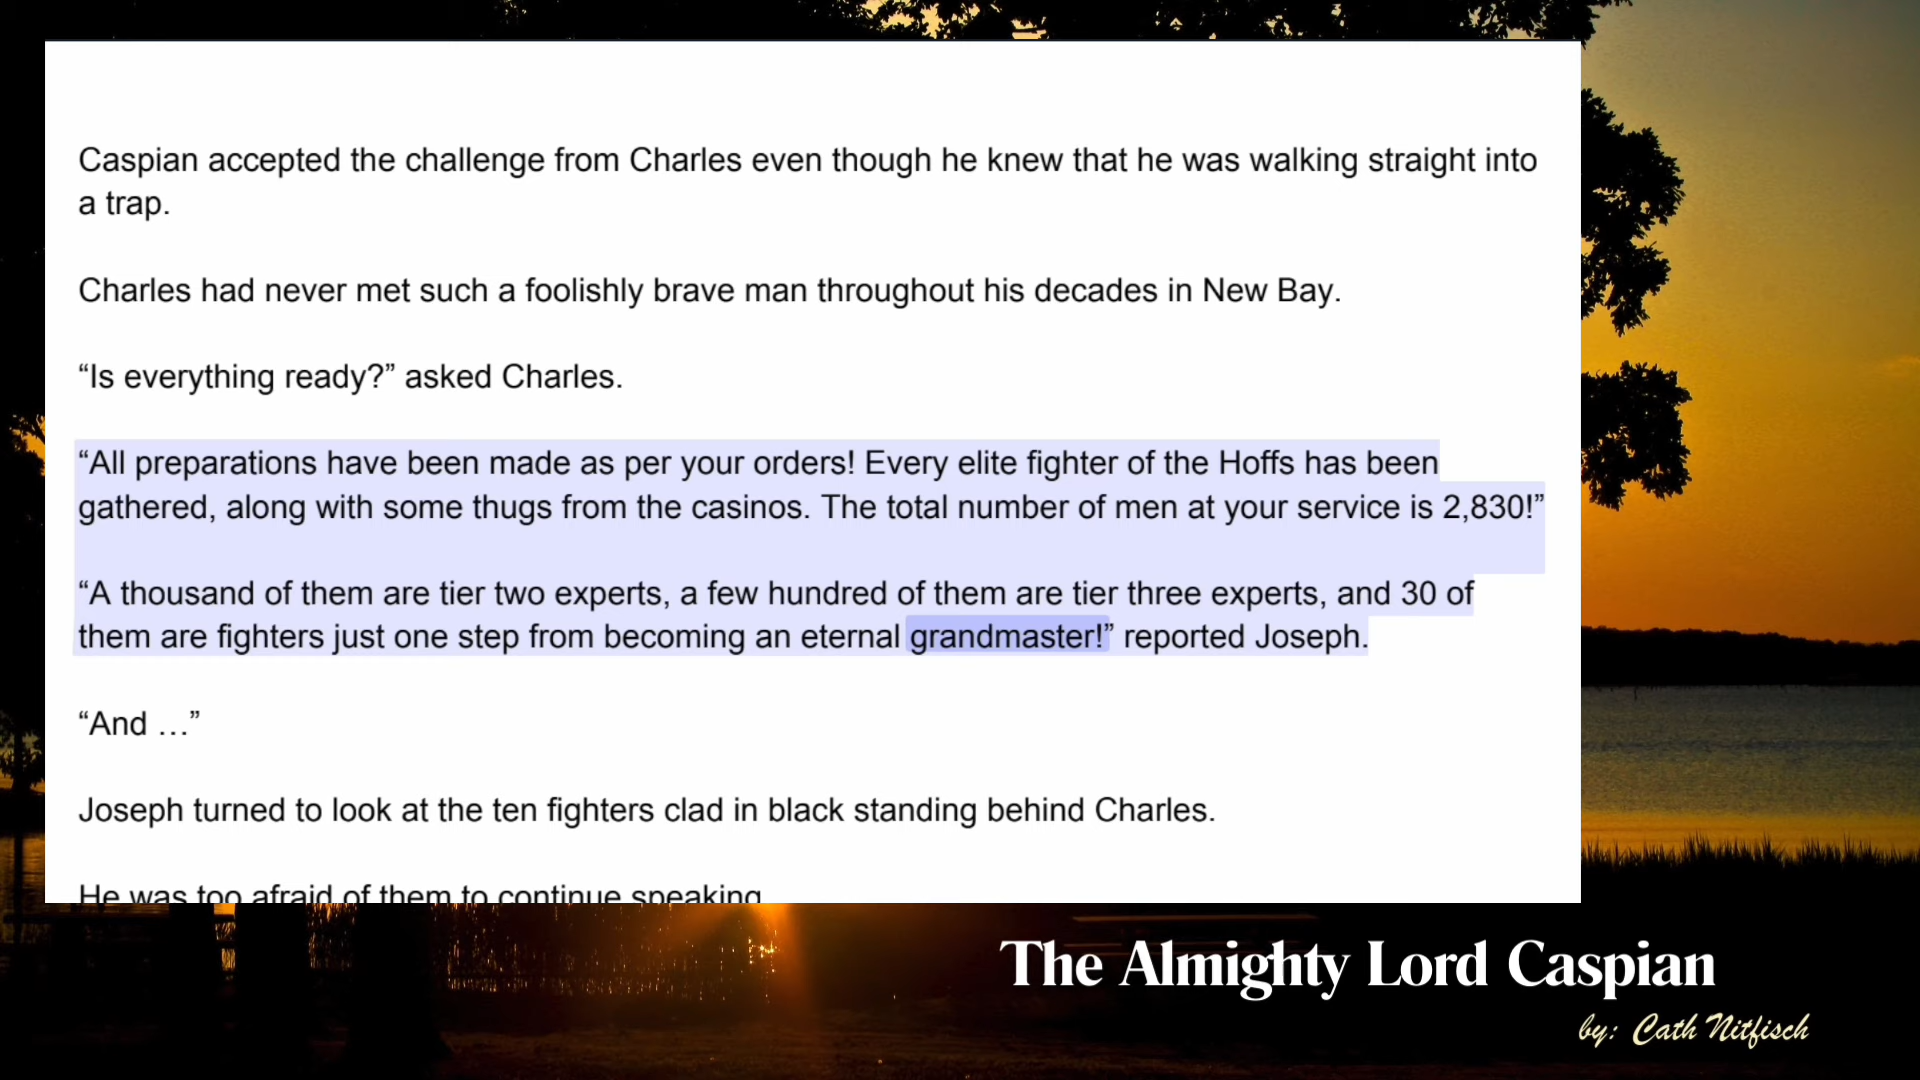 Caspian accepted the challenge from Charles even though he knew that he was walking straight into
a trap.
Charles had never met such a foolishly brave man throughout his decades in New Bay.
“Is everything ready?” asked Charles.
“All preparations have been made as per your orders! Every elite fighter of the Hoffs has been
gathered, along with some thugs from the casinos. The total number of men at your service is 2,830!”
“A thousand of them are tier two experts, a few hundred of them are tier three experts, and 30 of
them are fighters just one step from becoming an eternal grandmaster!” reported Joseph.
“And …”
Joseph turned to look at the ten fighters clad in black standing behind Charles.
He was too afraid of them to continue speaking
The Almighty Lord Caspian
by: Cath Nitfisch